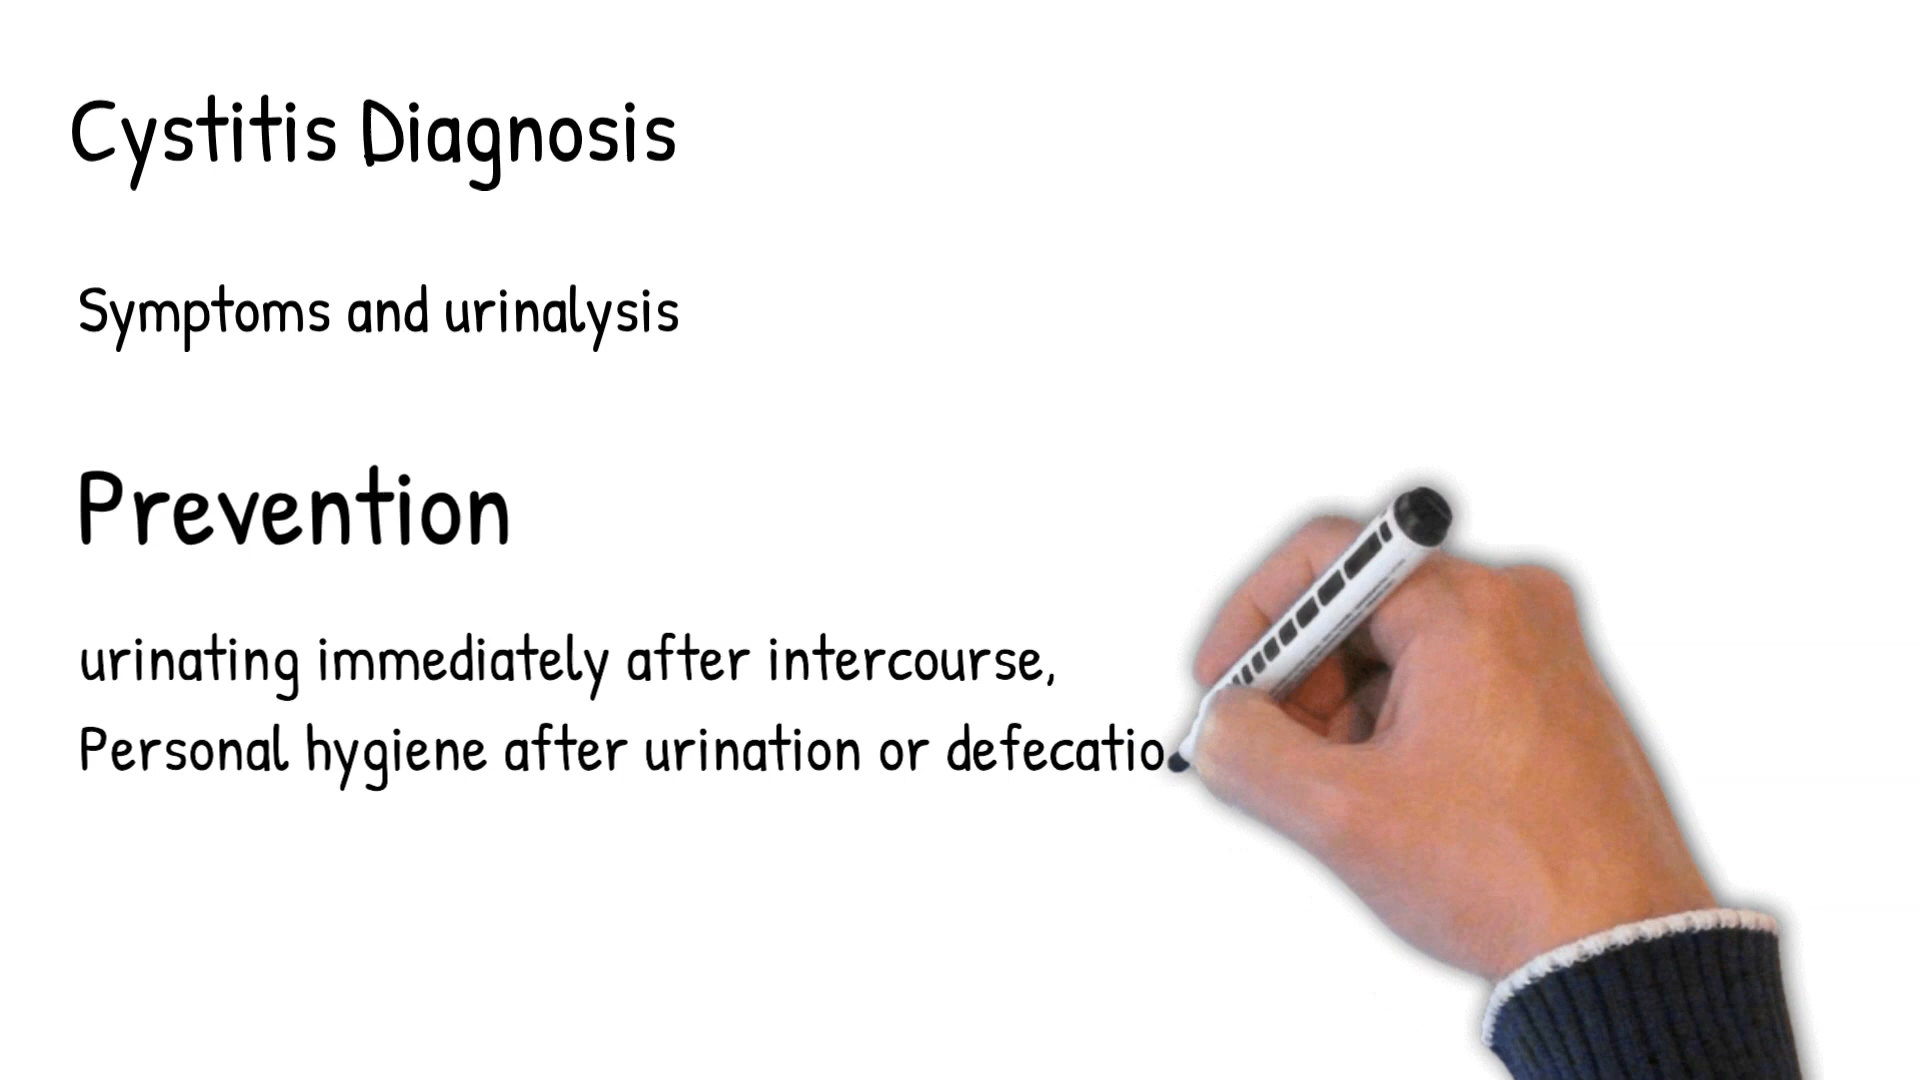 Cystitis Diagnosis
Symptoms and urinalysis
Prevention
urinating immediately after intercourse,
Personal hygiene after urination or defecatio